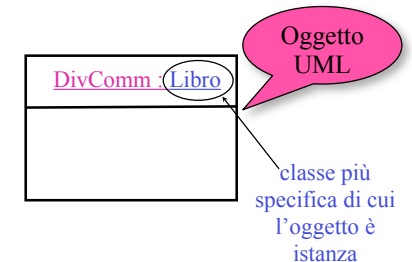 Oggetto
UML
DivComm : Libro
classe più
specifica di cui
l'oggetto è
istanza